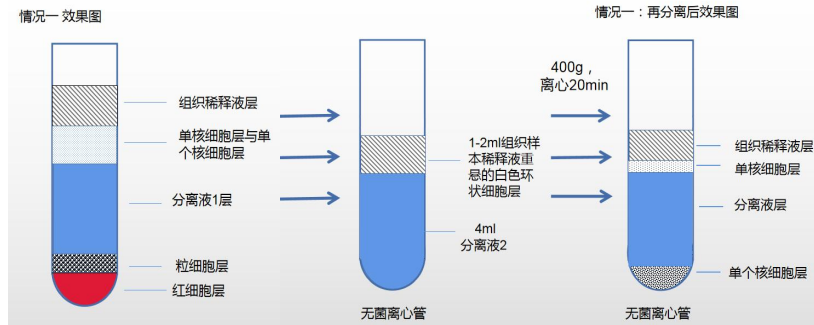 情况一 效果图
组织稀释液层
单核细胞层与单
个核细胞层
分离液1层
粒细胞层
红细胞层
1-2ml组织样
本稀释液重
悬的白色环
状细胞层
4ml
分离液2
无菌离心管
400g，
离心20min
情况一：再分离后效果图
组织稀释液层
单核细胞层
分离液层
单个核细胞层
无菌离心管